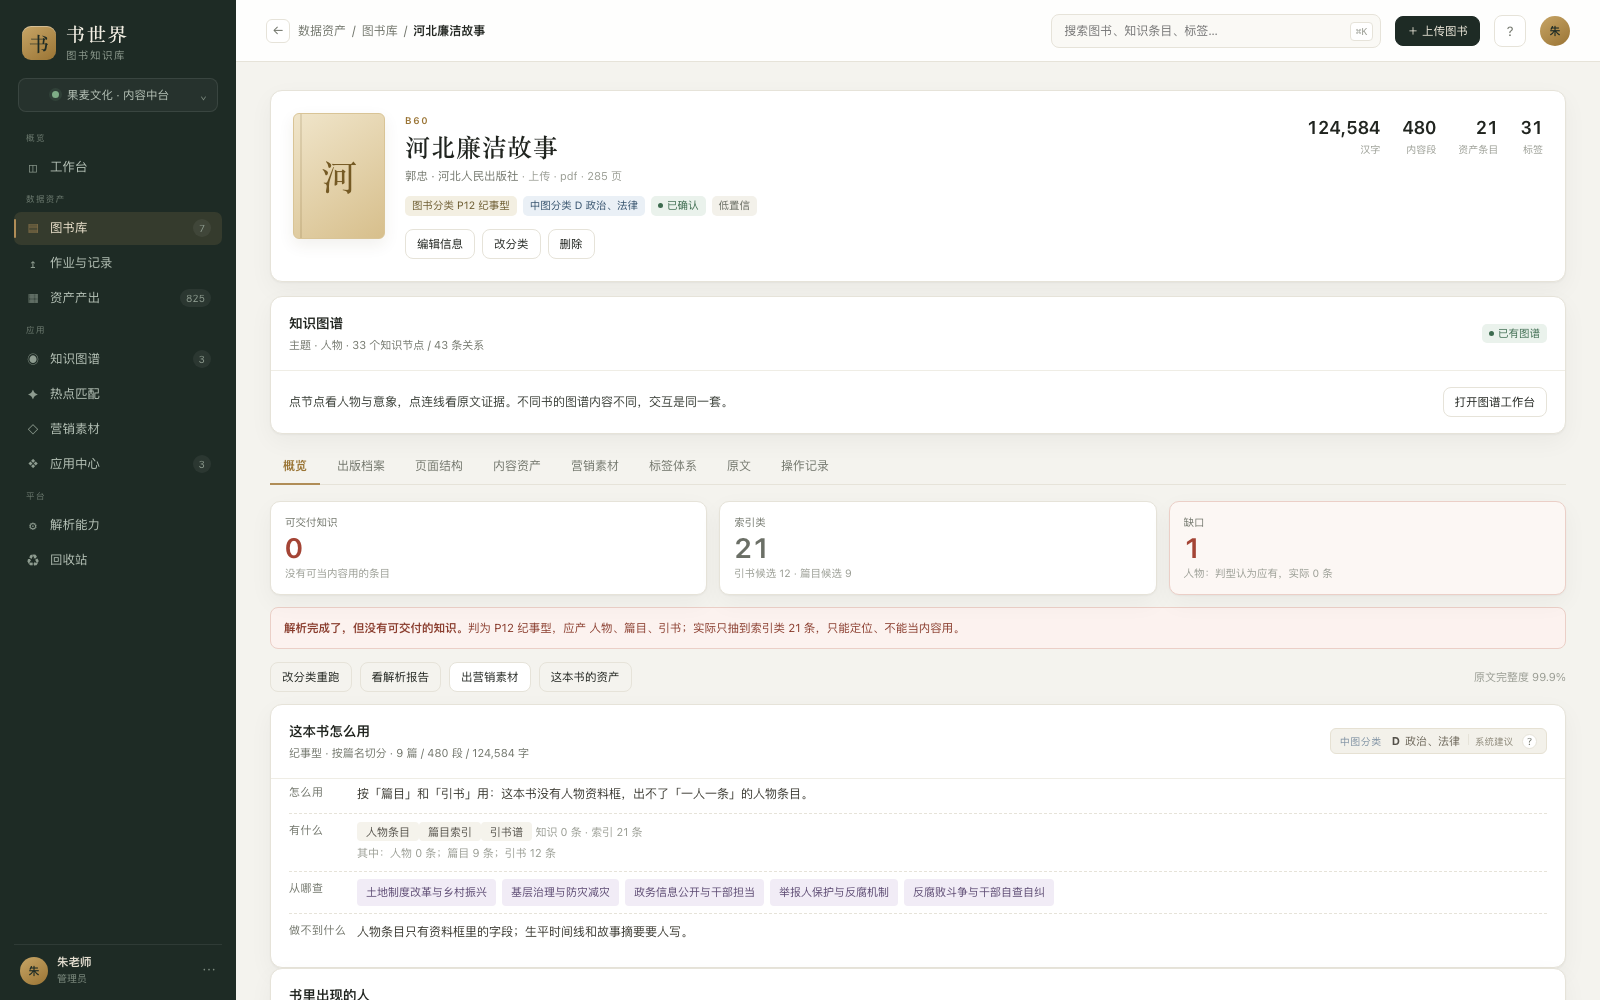 书
书世界
图书知识库
果麦文化 · 内容中台
概览
工作台
数据资产
图书库 7
作业与记录
资产产出 825
应用
知识图谱 3
热点匹配
营销素材
应用中心 3
平台
解析能力
回收站
朱
朱老师
管理员
数据资产 / 图书库 / 河北廉洁故事
搜索图书、知识条目、标签... ⌘K
+ 上传图书
?
朱
河
B60
河北廉洁故事
郭忠 · 河北人民出版社 · 上传 · pdf · 285 页
图书分类 P12 纪事型 中图分类 D 政治、法律 已确认 低置信
编辑信息 改分类 删除
124,584 480 21 31
汉字 内容段 资产条目 标签
知识图谱
主题 · 人物 · 33 个知识节点 / 43 条关系
已有图谱
点节点看人物与意象，点连线看原文证据。不同书的图谱内容不同，交互是同一套。
打开图谱工作台
概览 出版档案 页面结构 内容资产 营销素材 标签体系 原文 操作记录
可交付知识
0
没有可当内容用的条目
索引类
21
引书候选 12 · 篇目候选 9
缺口
1
人物：判型认为应有，实际 0 条
解析完成了，但没有可交付的知识。判为 P12 纪事型，应产 人物、篇目、引书；实际只抽到索引类 21 条，只能定位、不能当内容用。
改分类重跑 看解析报告 出营销素材 这本书的资产
原文完整度 99.9%
这本书怎么用
纪事型 · 按篇名切分 · 9 篇 / 480 段 / 124,584 字
中图分类 D 政治、法律 系统建议 ?
怎么用 按「篇目」和「引书」用：这本书没有人物资料框，出不了「一人一条」的人物条目。
有什么 人物条目 篇目索引 引书谱 知识 0 条 · 索引 21 条
其中：人物 0 条；篇目 9 条；引书 12 条
从哪查 土地制度改革与乡村振兴 基层治理与防灾减灾 政务信息公开与干部担当 举报人保护与反腐机制 反腐败斗争与干部自查自纠
做不到什么 人物条目只有资料框里的字段；生平时间线和故事摘要要人写。
书里出现的人